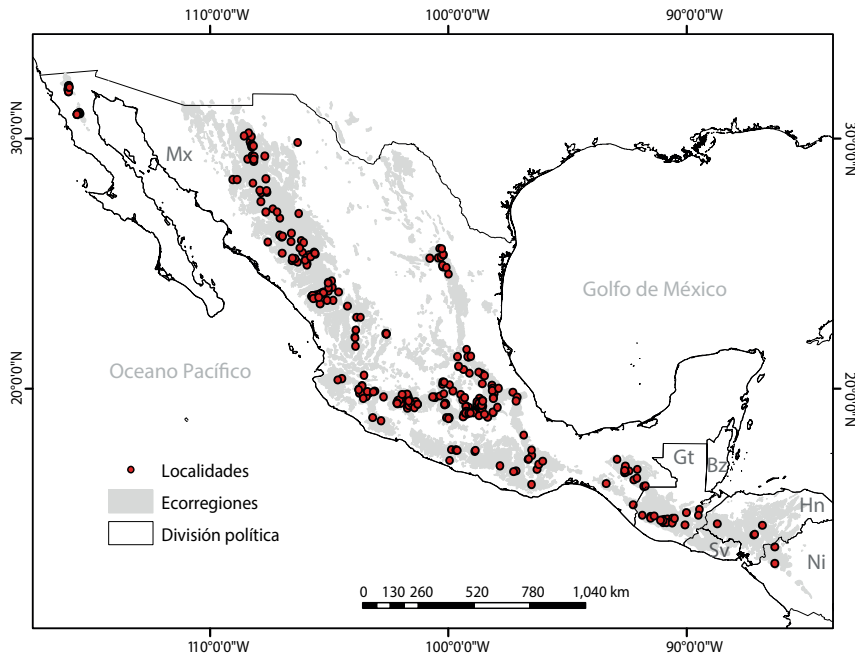 110°0'0"W 100°0'0"W 90°0'0"W
30°0'0"N
30°0'0"N
Mx
Golfo de México
Oceano Pacífico
20°0'0"N
20°0'0"N
Gt
Bz
Localidades
Ecorregiones
Hn
División política
Sv
Ni
0 130 260 520 780 1,040 km
110°0'0"W 100°0'0"W 90°0'0"W